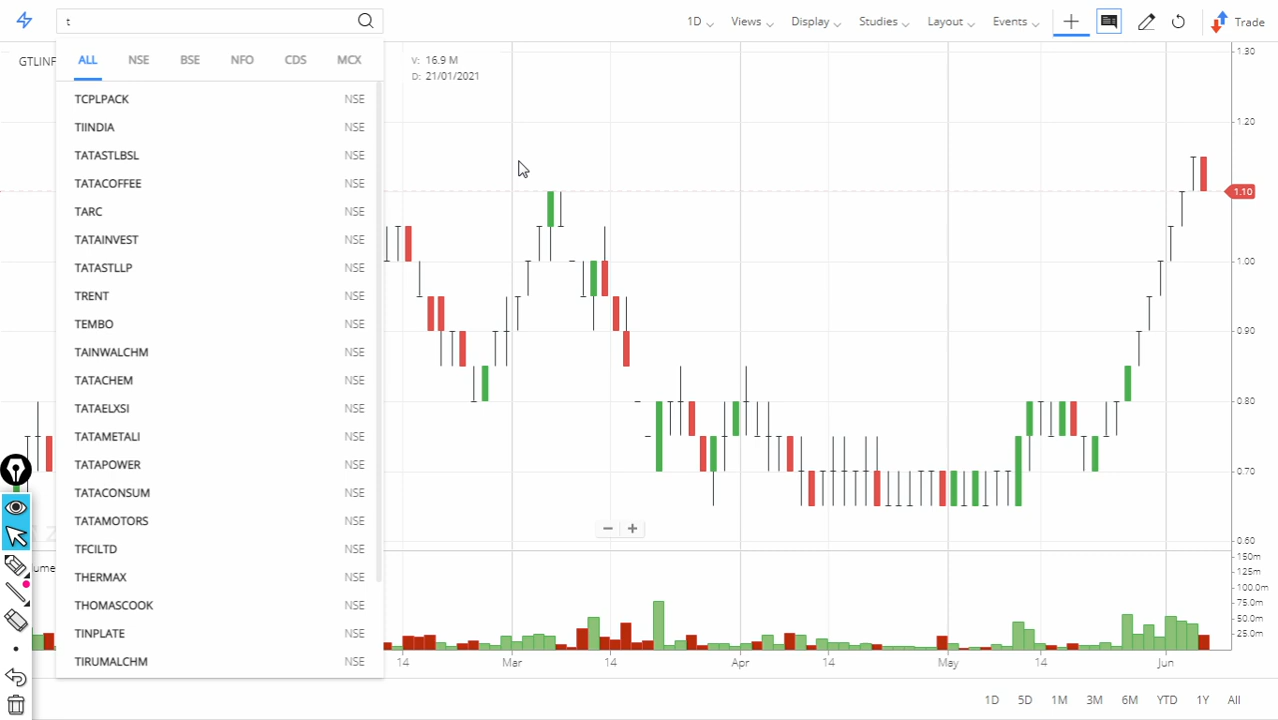 t
1D Views Display Studies Layout Events Trade
GTLINF
ALL NSE BSE NFO CDS MCX
V: 16.9 M
D: 21/01/2021
TCPLPACK NSE
TIINDIA NSE
TATASTLBSL NSE
TATACOFFEE NSE
TARC NSE
TATAINVEST NSE
TATASTLLP NSE
TRENT NSE
TEMBO NSE
TAINWALCHM NSE
TATACHEM NSE
TATAELXSI NSE
TATAMETALI NSE
TATAPOWER NSE
TATACONSUM NSE
TATAMOTORS NSE
TFCILTD NSE
THERMAX NSE
THOMASCOOK NSE
TINPLATE NSE
TIRUMALCHM NSE
1.30
1.20
1.10
1.00
0.90
0.80
0.70
0.60
150m
125m
100.0m
75.0m
50.0m
25.0m
ume
14 Mar 14 Apr 14 May 14 Jun
1D 5D 1M 3M 6M YTD 1Y All